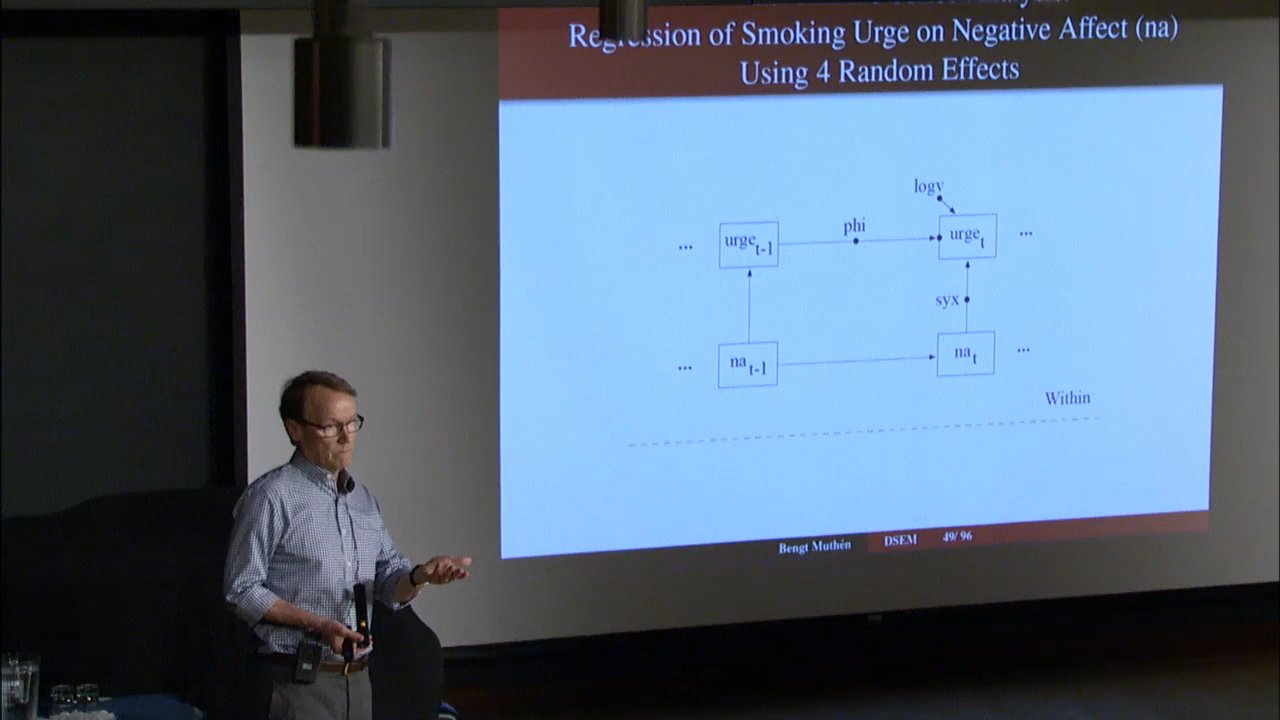 Regression of Smoking Urge on Negative Affect (na)
Using 4 Random Effects
logv
phi
... urge t-1
urge t ...
syx
... na t-1
na t ...
Within
Bengt Muthén DSEM 49/ 96